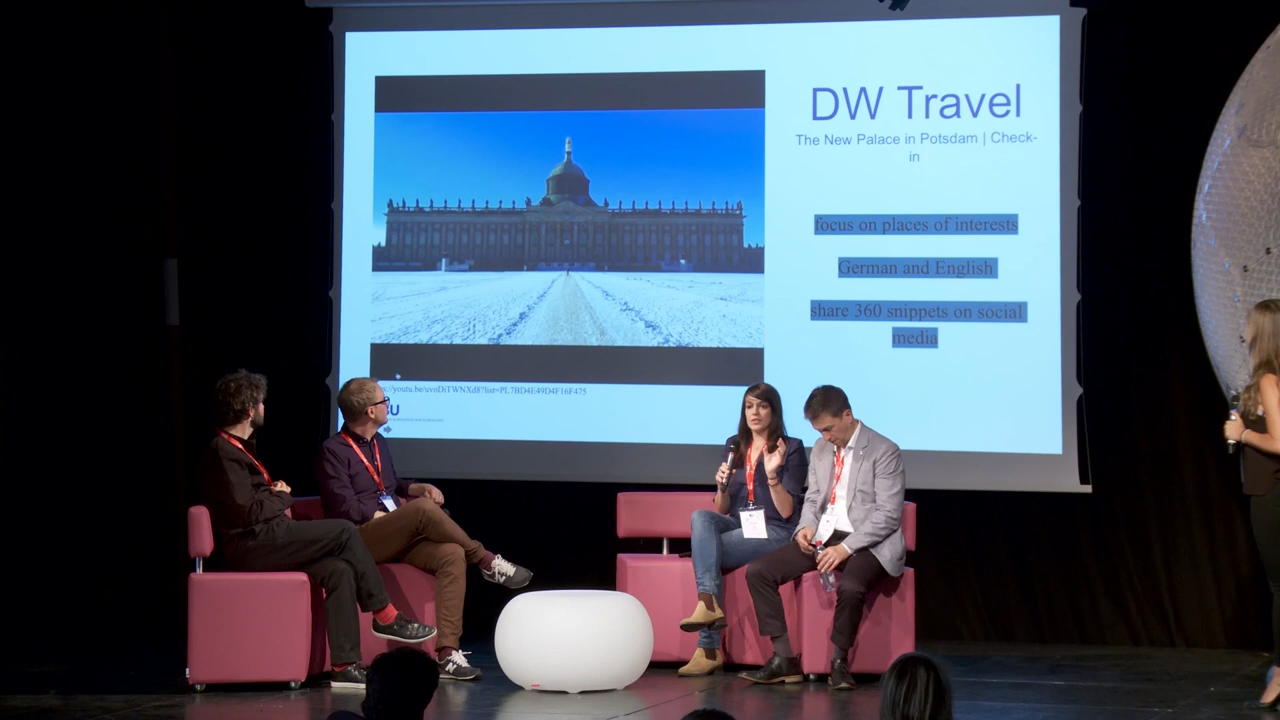 DW Travel
The New Palace in Potsdam | Check-
in
focus on places of interests
German and English
share 360 snippets on social
media